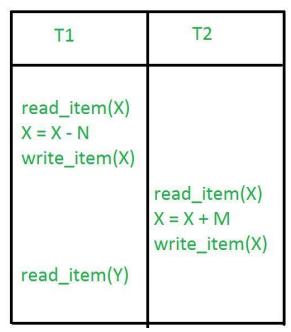 T1
T2
read_item(X)
X = X - N
write_item(X)
read_item(X)
X = X + M
write_item(X)
read_item(Y)